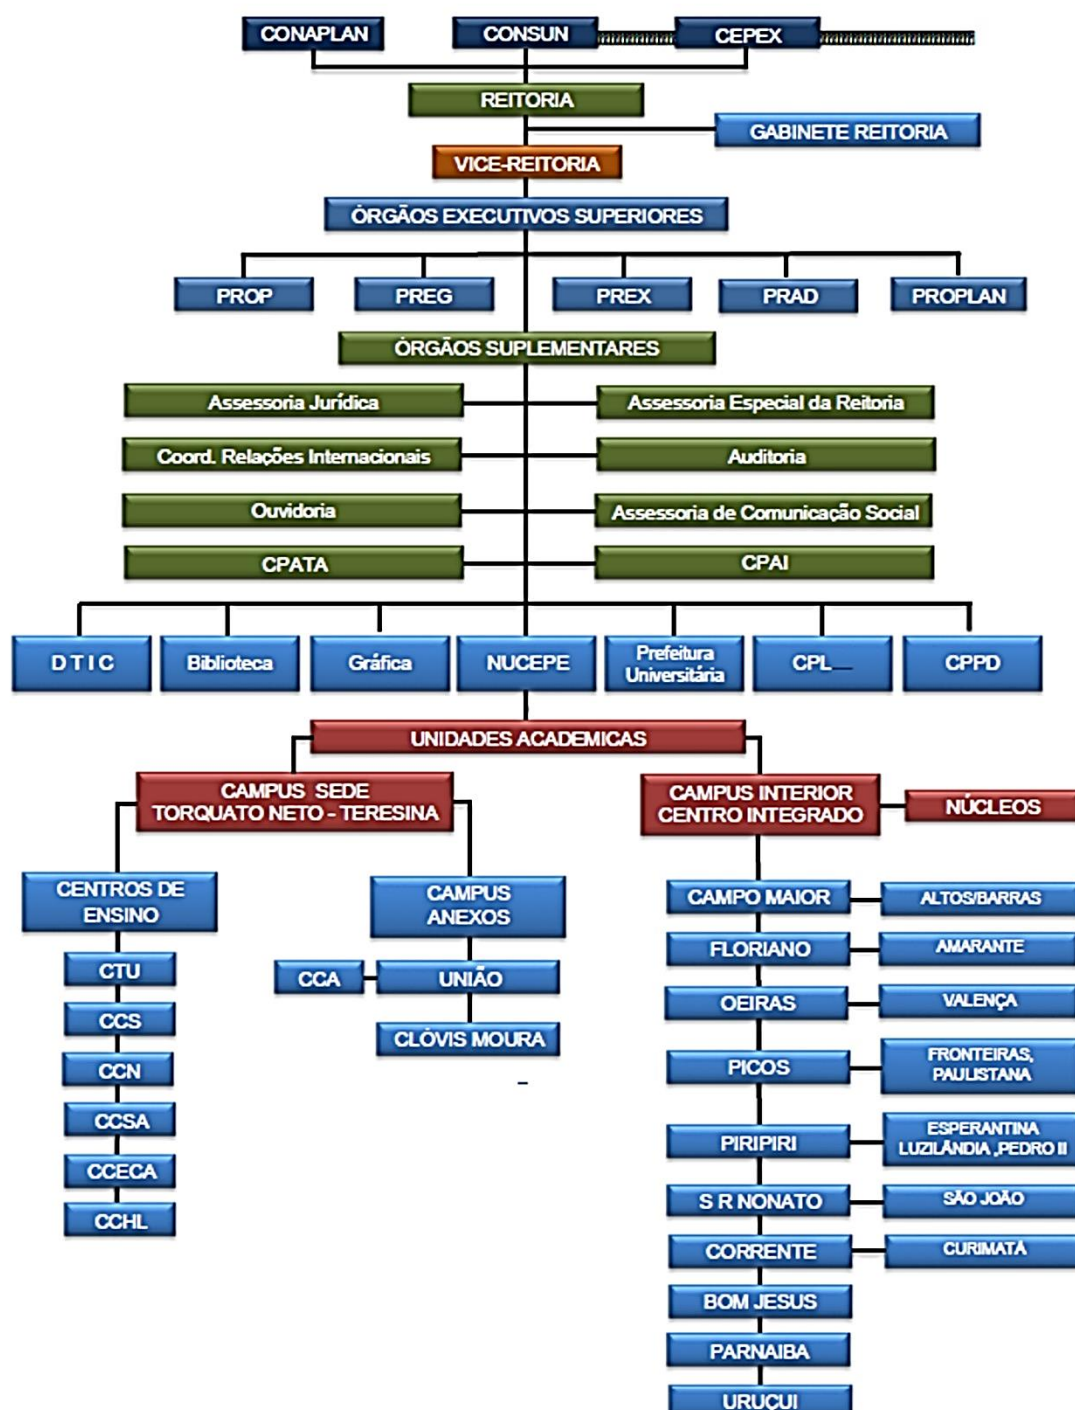 CONAPLAN
CONSUN
CEPEX
REITORIA
GABINETE REITORIA
VICE-REITORIA
ÓRGÃOS EXECUTIVOS SUPERIORES
PROP
PREG
PREX
PRAD
PROPLAN
ÓRGÃOS SUPLEMENTARES
Assessoria Jurídica
Assessoria Especial da Reitoria
Coord. Relações Internacionais
Auditoria
Ouvidoria
Assessoria de Comunicação Social
CPATA
CPAI
D T I C
Biblioteca
Gráfica
NUCEPE
Prefeitura
Universitária
CPL__
CPPD
UNIDADES ACADEMICAS
CAMPUS SEDE
TORQUATO NETO - TERESINA
CAMPUS INTERIOR
CENTRO INTEGRADO
NÚCLEOS
CENTROS DE
ENSINO
CTU
CCS
CCN
CCSA
CCECA
CCHL
CAMPUS
ANEXOS
CCA
UNIÃO
CLÓVIS MOURA
CAMPO MAIOR
ALTOS/BARRAS
FLORIANO
AMARANTE
OEIRAS
VALENÇA
PICOS
FRONTEIRAS,
PAULISTANA
PIRIPIRI
ESPERANTINA
LUZILÂNDIA ,PEDRO II
S R NONATO
SÃO JOÃO
CORRENTE
CURIMATÁ
BOM JESUS
PARNAIBA
URUÇUI